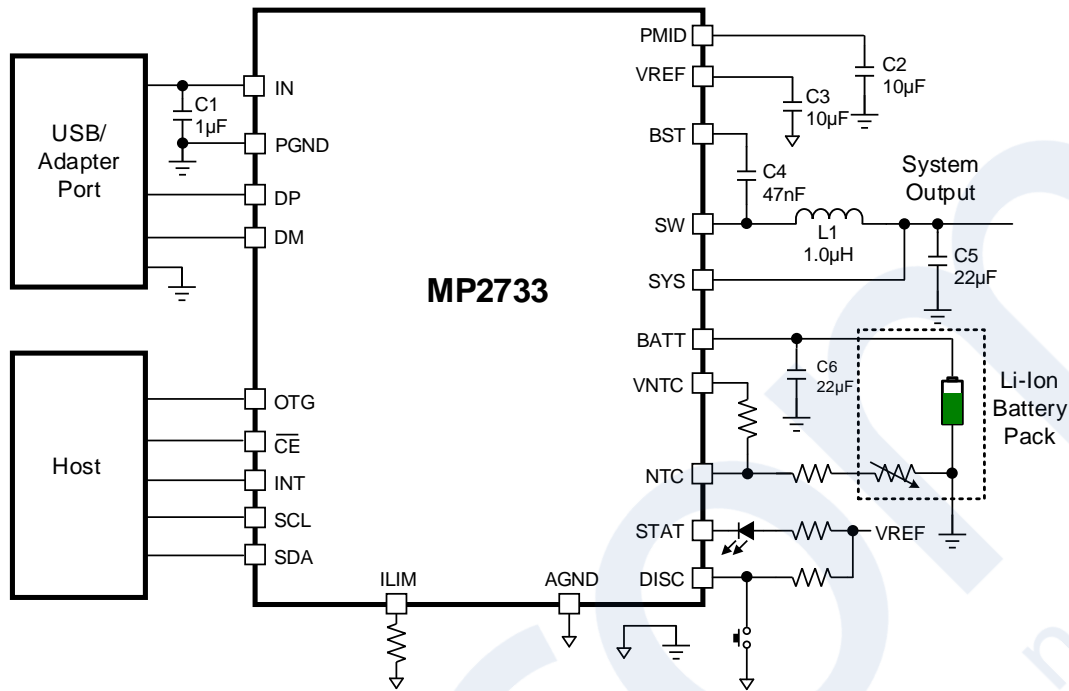 USB/
Adapter
Port
C1
1µF
IN
PGND
DP
DM
Host
OTG
CE
INT
SCL
SDA
MP2733
ILIM
AGND
PMID
VREF
BST
SW
SYS
BATT
VNTC
NTC
STAT
DISC
C2
10µF
C3
10µF
C4
47nF
L1
1.0µH
System
Output
C5
22µF
C6
22µF
Li-Ion
Battery
Pack
VREF